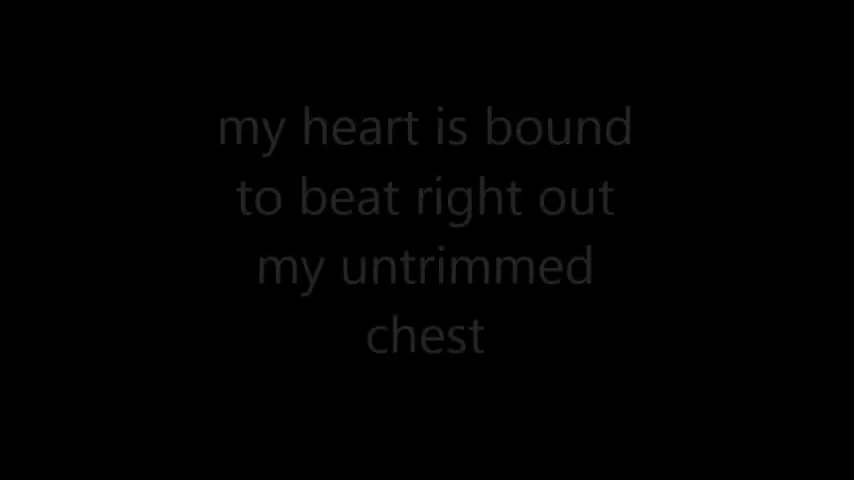 my heart is bound
to beat right out
my untrimmed
chest